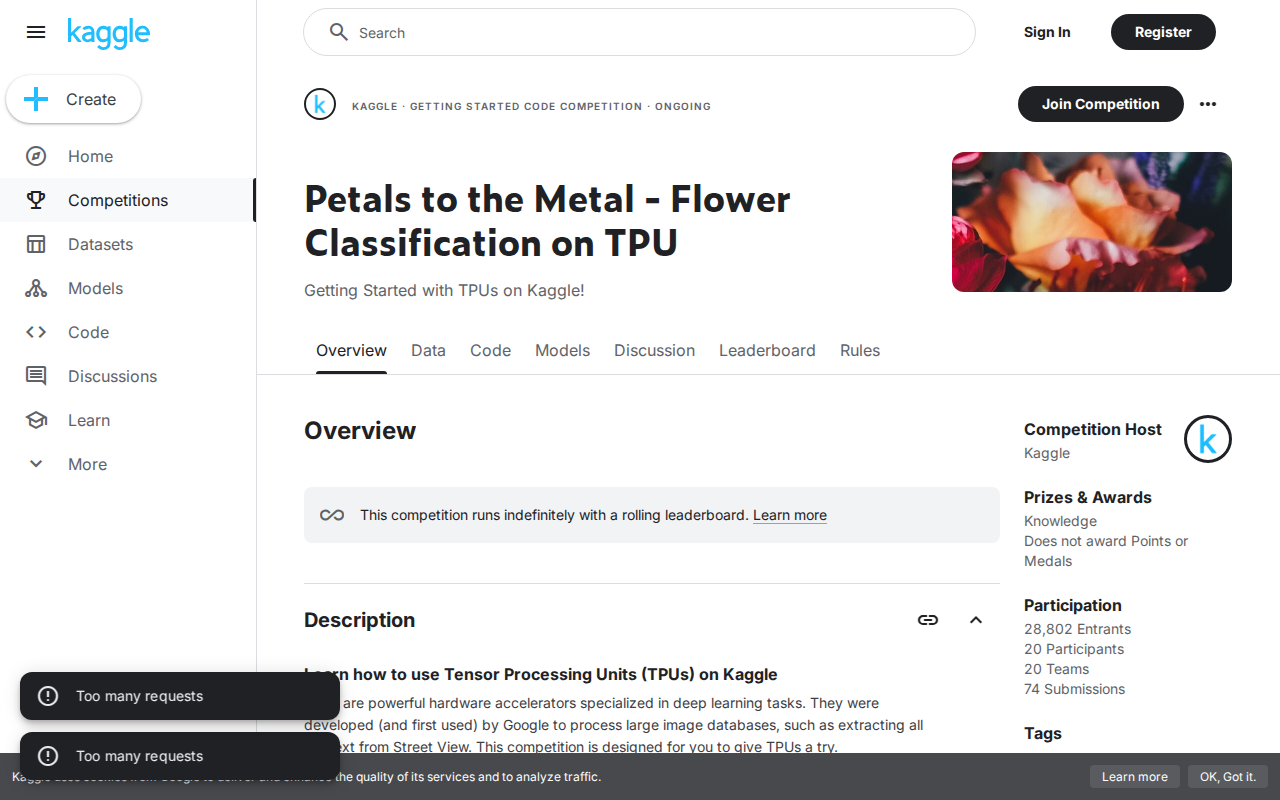 kaggle
Search
Sign In
Register
Create
Home
Competitions
Datasets
Models
Code
Discussions
Learn
More
k
KAGGLE · GETTING STARTED CODE COMPETITION · ONGOING
Join Competition
Petals to the Metal - Flower
Classification on TPU
Getting Started with TPUs on Kaggle!
Overview
Data
Code
Models
Discussion
Leaderboard
Rules
Overview
This competition runs indefinitely with a rolling leaderboard. Learn more
Description
Learn how to use Tensor Processing Units (TPUs) on Kaggle
are powerful hardware accelerators specialized in deep learning tasks. They were
developed (and first used) by Google to process large image databases, such as extracting all
text from Street View. This competition is designed for you to give TPUs a try.
Competition Host
Kaggle
k
Prizes & Awards
Knowledge
Does not award Points or
Medals
Participation
28,802 Entrants
20 Participants
20 Teams
74 Submissions
Tags
Too many requests
Too many requests
the quality of its services and to analyze traffic.
Learn more
OK, Got it.